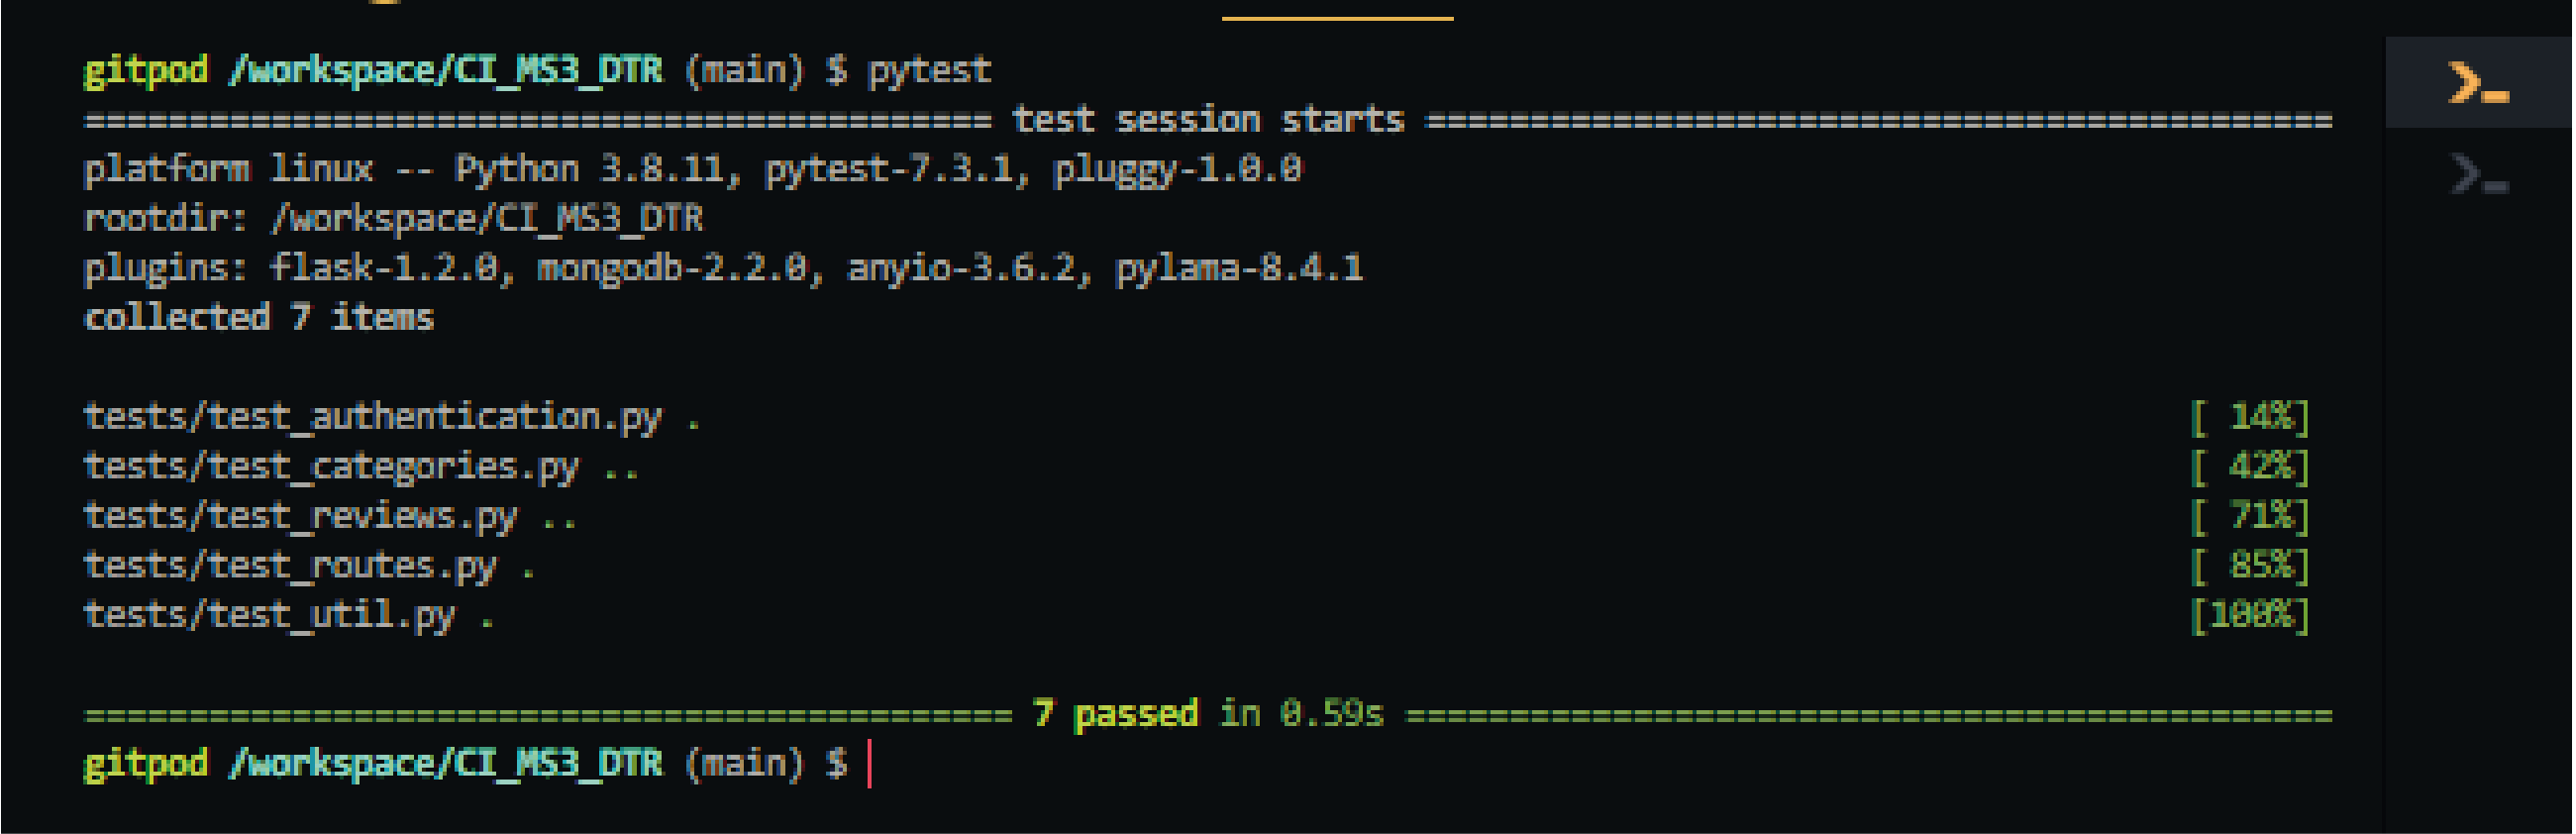 gitpod /workspace/CI_MS3_DTR (main) $ pytest
============================================ test session starts ============================================
platform linux -- Python 3.8.11, pytest-7.3.1, pluggy-1.0.0
rootdir: /workspace/CI_MS3_DTR
plugins: flask-1.2.0, mongodb-2.2.0, anyio-3.6.2, pylama-8.4.1
collected 7 items
tests/test_authentication.py . [ 14%]
tests/test_categories.py .. [ 42%]
tests/test_reviews.py .. [ 71%]
tests/test_routes.py . [ 85%]
tests/test_util.py . [100%]
============================================= 7 passed in 0.59s =============================================
gitpod /workspace/CI_MS3_DTR (main) $